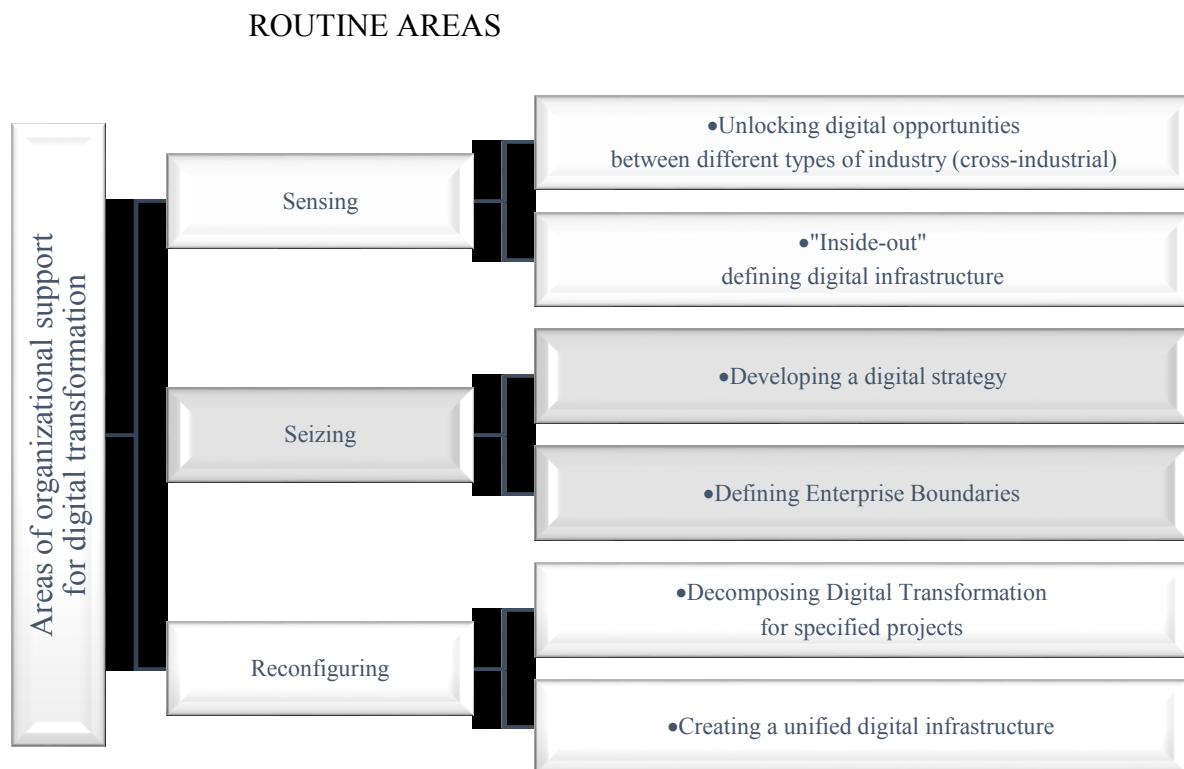 ROUTINE AREAS
Areas of organizational support
for digital transformation
Sensing
•Unlocking digital opportunities
between different types of industry (cross-industrial)
•"Inside-out"
defining digital infrastructure
Seizing
•Developing a digital strategy
•Defining Enterprise Boundaries
Reconfiguring
•Decomposing Digital Transformation
for specified projects
•Creating a unified digital infrastructure